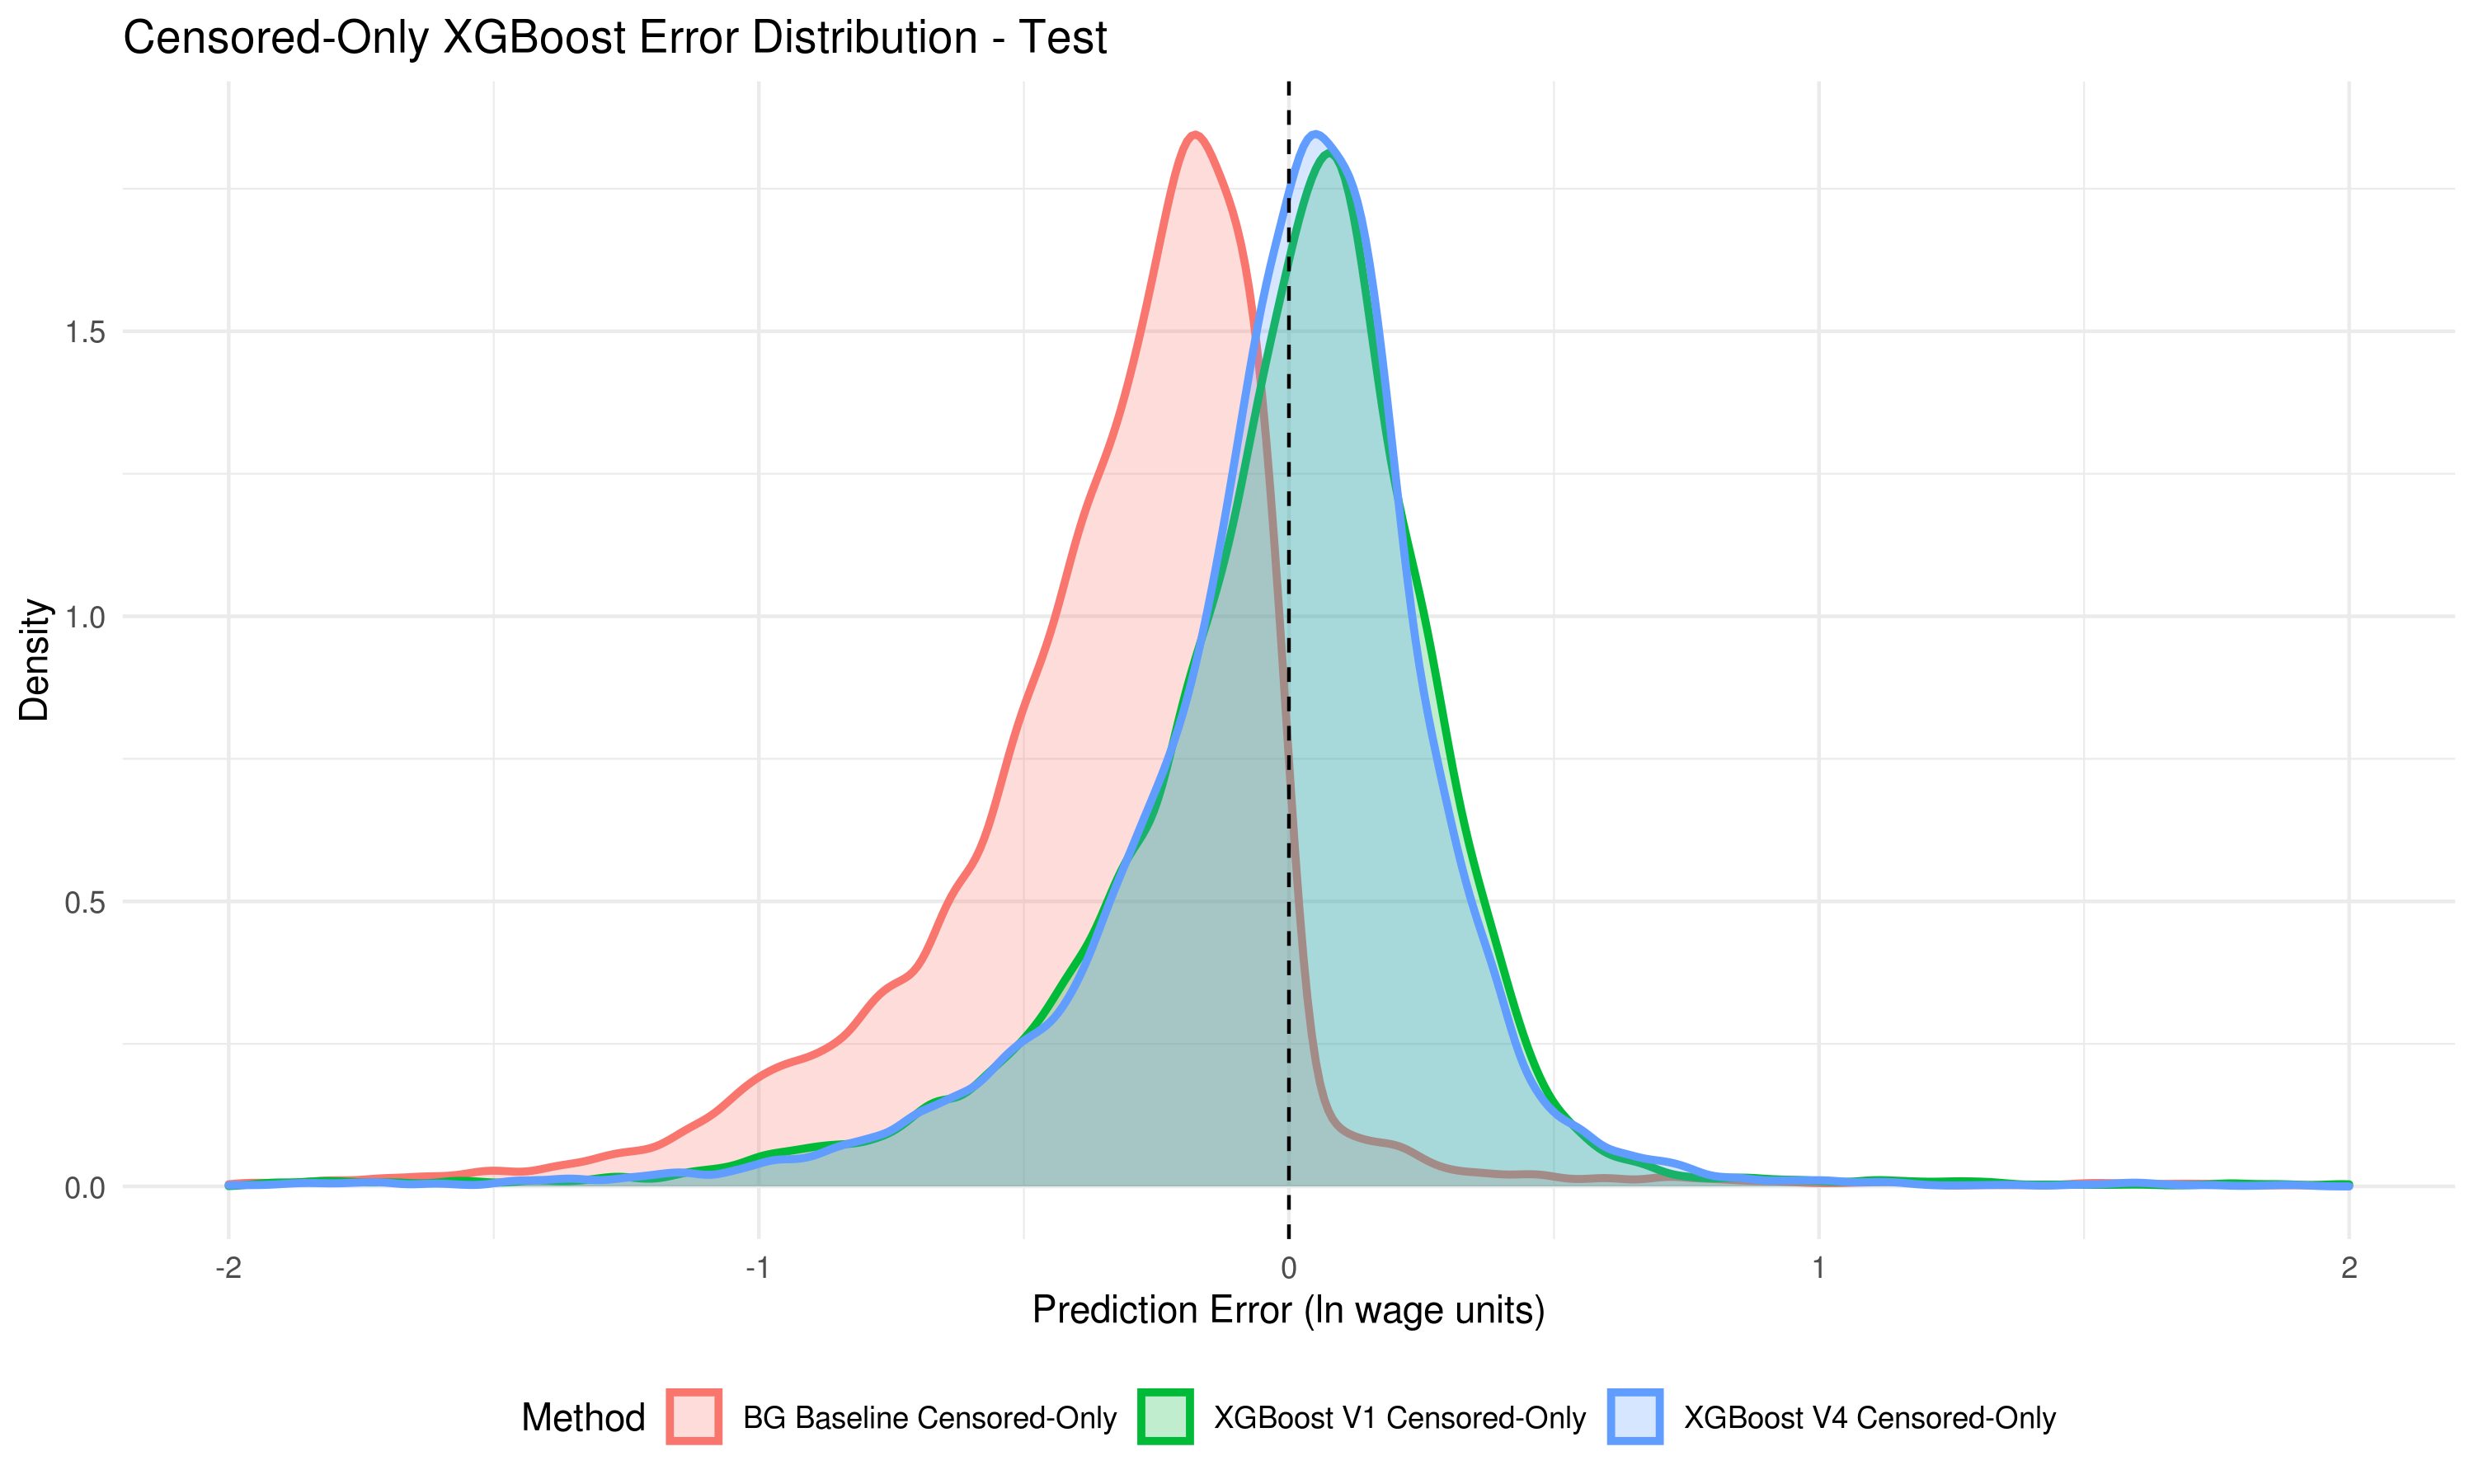 Censored-Only XGBoost Error Distribution - Test
Density
1.5
1.0
0.5
0.0
-2
-1
0
1
2
Prediction Error (ln wage units)
Method
BG Baseline Censored-Only
XGBoost V1 Censored-Only
XGBoost V4 Censored-Only